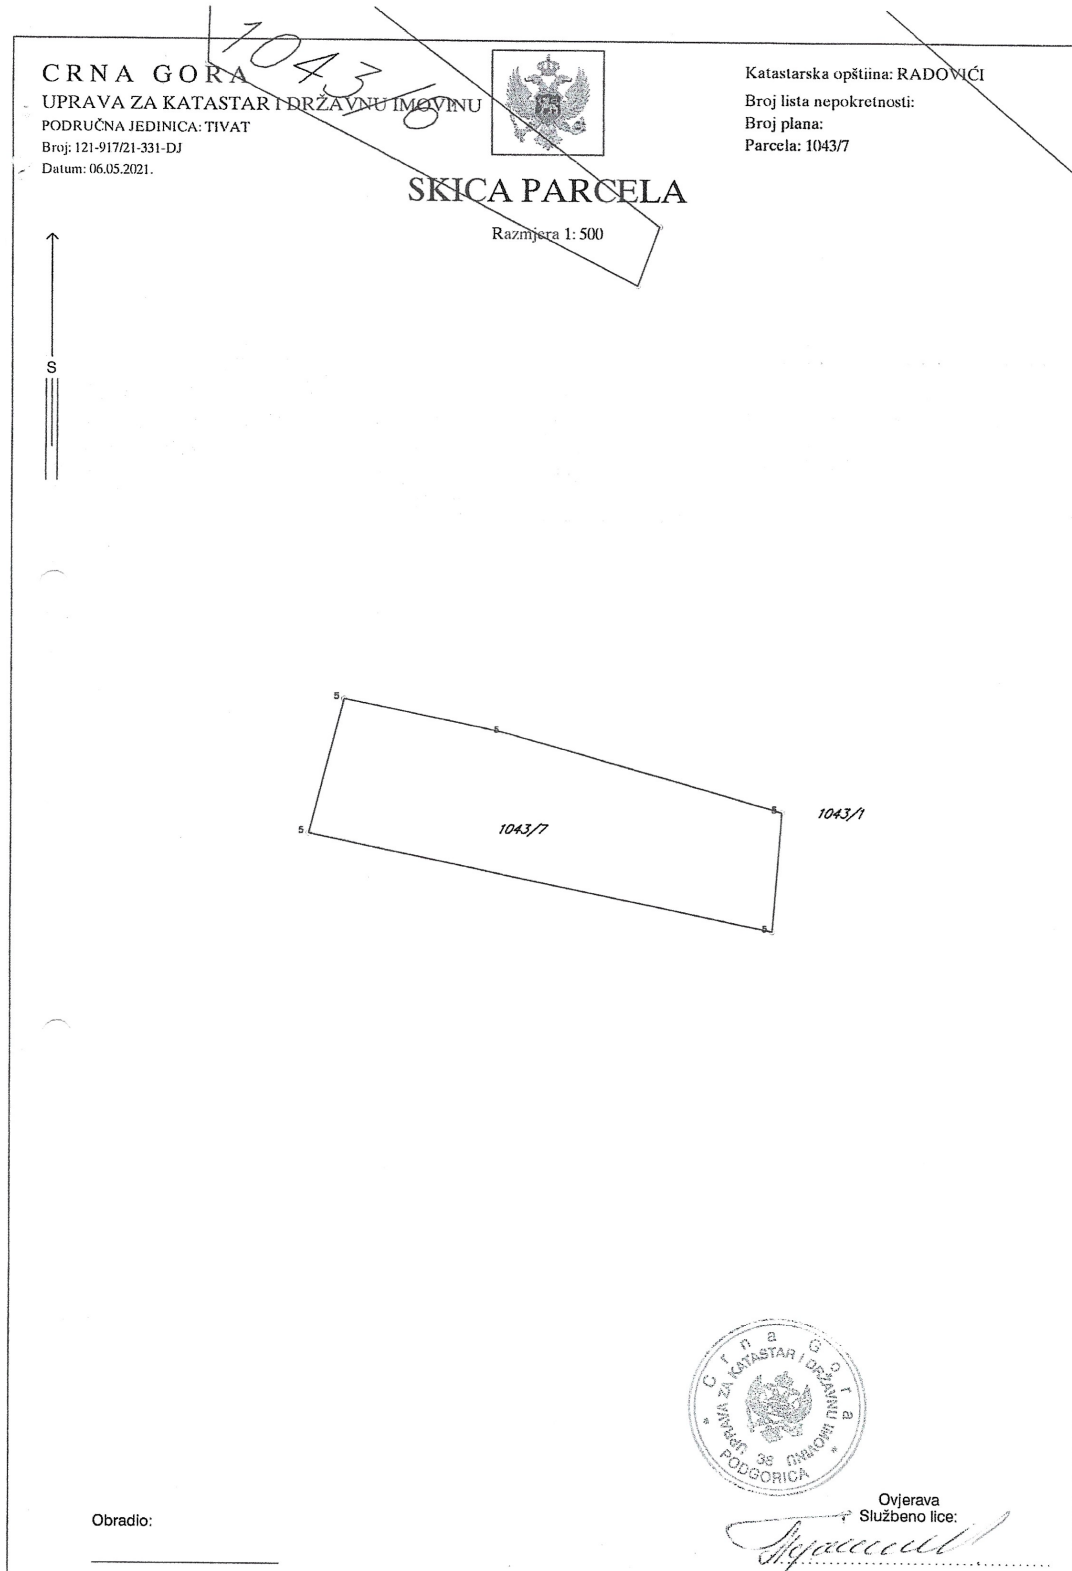 1043/8
CRNA GORA
UPRAVA ZA KATASTAR I DRŽAVNU IMOVINU
PODRUČNA JEDINICA: TIVAT
Broj: 121-917/21-331-DJ
Datum: 06.05.2021.
Katastarska opštiina: RADOVIĆI
Broj lista nepokretnosti:
Broj plana:
Parcela: 1043/7
SKICA PARCELA
Razmjera 1: 500
S
5
5
5
1043/1
5
1043/7
5
Crna Gora
UPRAVA ZA KATASTAR I DRŽAVNU IMOVINU
38
PODGORICA
Ovjerava
Službeno lice:
Obradio: